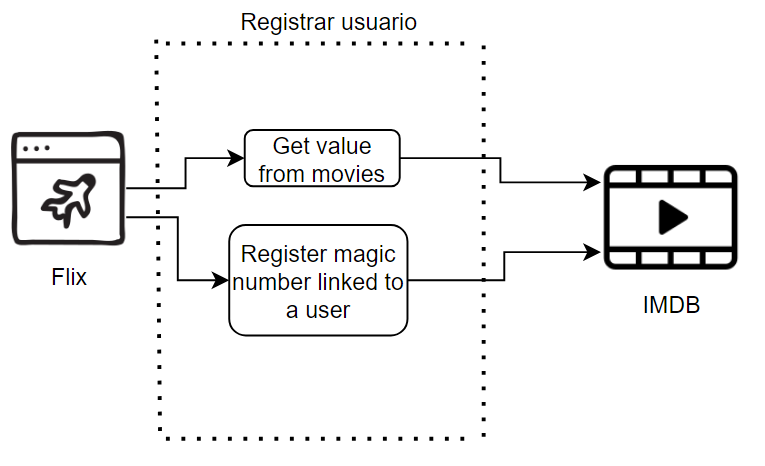 Registrar usuario
Get value
from movies
Register magic
number linked to
a user
Flix
IMDB